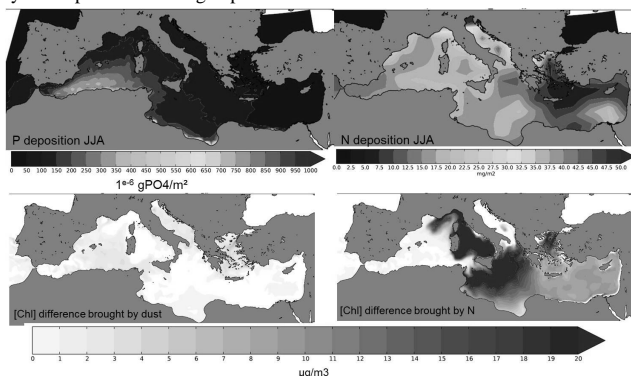 P deposition JJA
N deposition JJA
0 50 100 150 200 250 300 350 400 450 500 550 600 650 700 750 800 850 900 950 1000
0.0 2.5 5.0 7.5 10.0 12.5 15.0 17.5 20.0 22.5 25.0 27.5 30.0 32.5 35.0 37.5 40.0 42.5 45.0 47.5 50.0
mg/m2
1e-6 gPO4/m²
[Chl] difference brought by dust
[Chl] difference brought by N
0 1 2 3 4 5 6 7 8 9 10 11 12 13 14 15 16 17 18 19 20
µg/m3